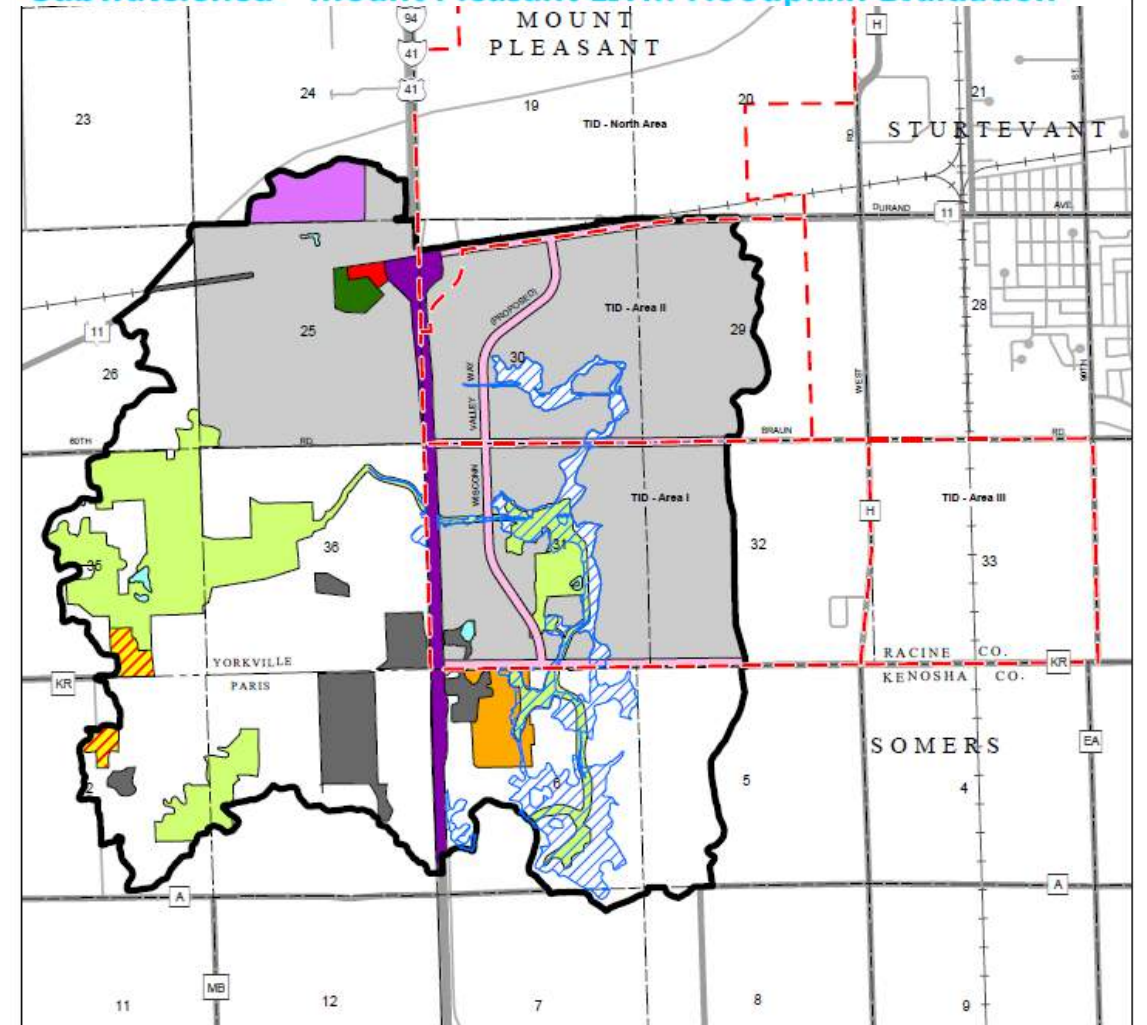 94
MOUNT
PLEASANT
H
41
41
24
19
20
21
23
TID - North Area
ST.
RD.
STURTEVANT
DURAND
11
AVE.
(PROPOSED)
TID - Area II
28
29
25
11
30
26
WEST
90TH
VALLEY WAY
60TH
RD.
BRAUN
RD.
WISCONN
TID - Area I
TID - Area III
H
36
31
32
33
35
YORKVILLE
RACINE CO.
KR
KR
PARIS
KENOSHA CO.
SOMERS
EA
2
6
5
4
A
A
MB
11
12
7
8
9